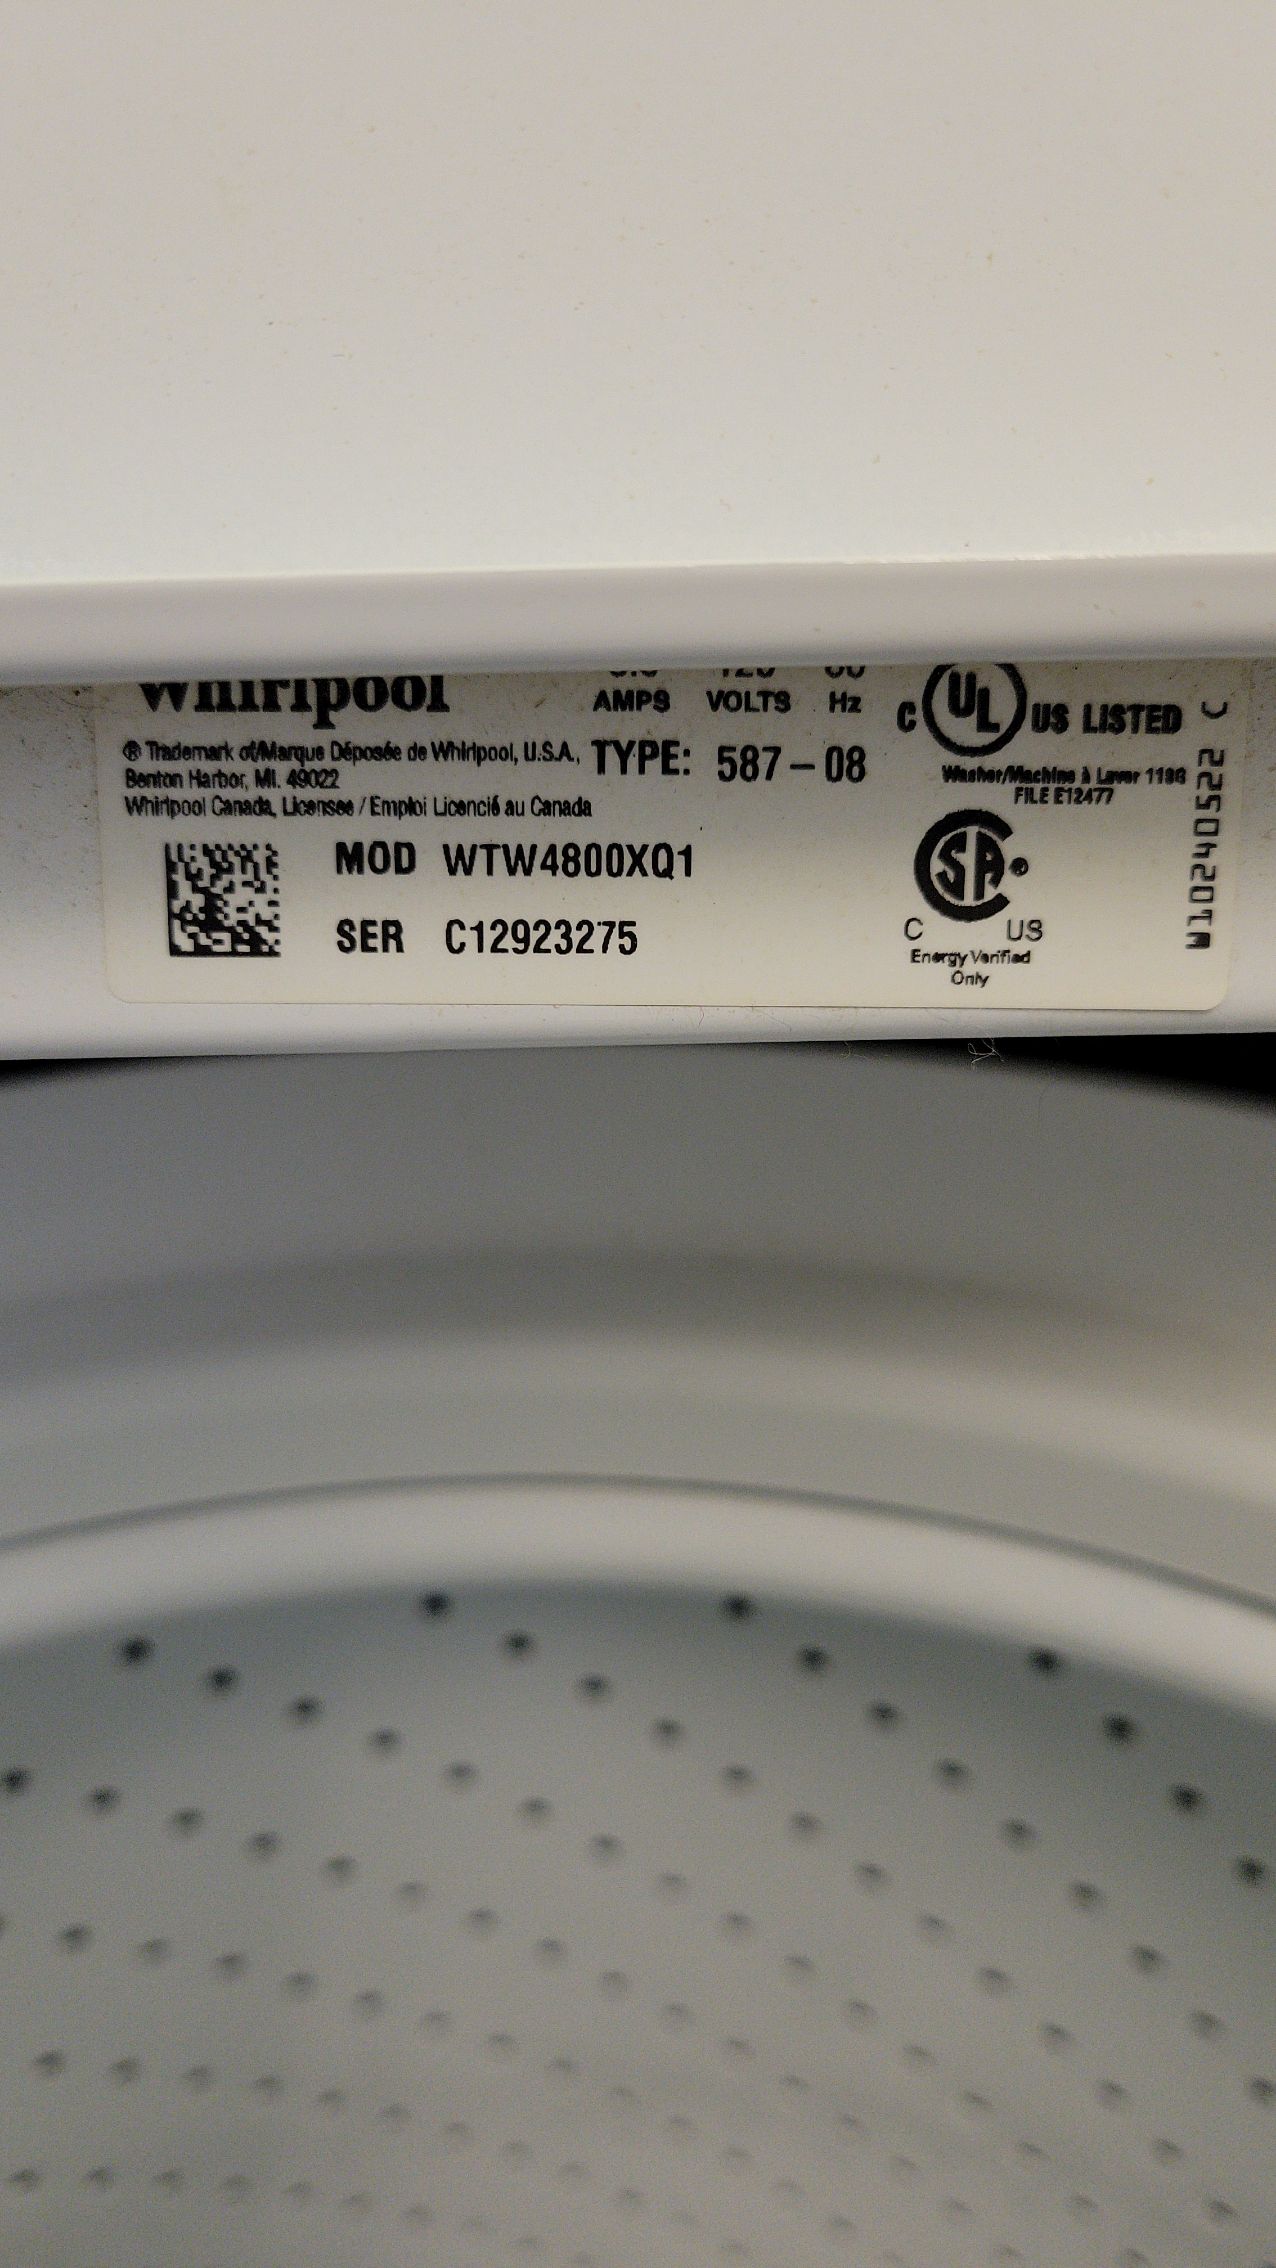 Whirlpool
AMPS VOLTS Hz
® Trademark of/Marque Déposée de Whirlpool, U.S.A.,
Benton Harbor, MI. 49022
Whirlpool Canada, Licensee / Emploi Licencié au Canada
TYPE: 587-08
MOD WTW4800XQ1
SER C12923275
C UL US LISTED
Washer/Machine à Laver
FILE E12477
SA
C US
Energy Verified
Only
W10240522 C